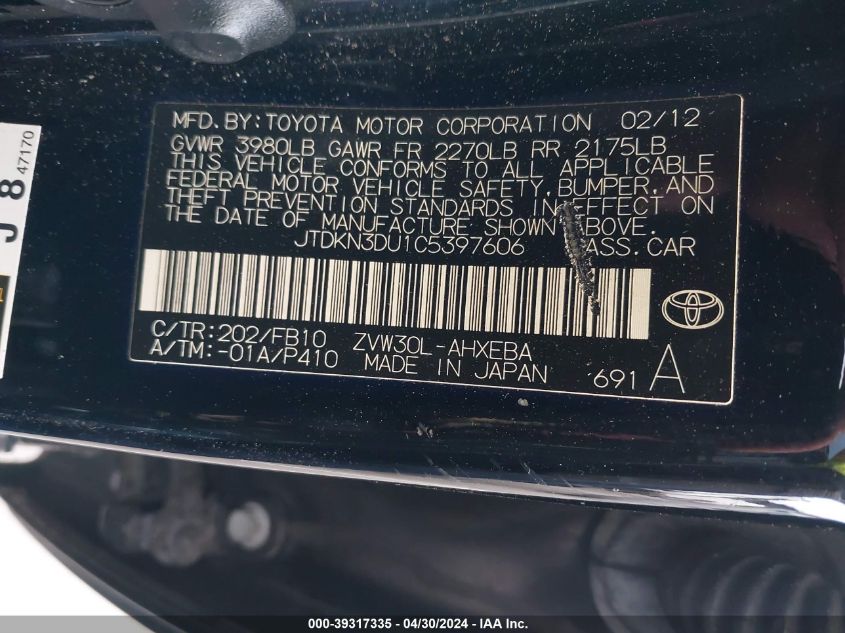 MFD. BY: TOYOTA MOTOR CORPORATION 02/12
GVWR 3980LB GAWR FR 2270LB RR 2175LB
THIS VEHICLE CONFORMS TO ALL APPLICABLE
FEDERAL MOTOR VEHICLE SAFETY, BUMPER, AND
THEFT PREVENTION STANDARDS IN EFFECT ON
THE DATE OF MANUFACTURE SHOWN ABOVE.
JTDKN3DU1C5397606 PASS. CAR
C/TR: 202/FB10 ZVW30L-AHXEBA
A/TM: -01A/P410 MADE IN JAPAN 691 A
J 8 47170
000-39317335 - 04/30/2024 - IAA Inc.